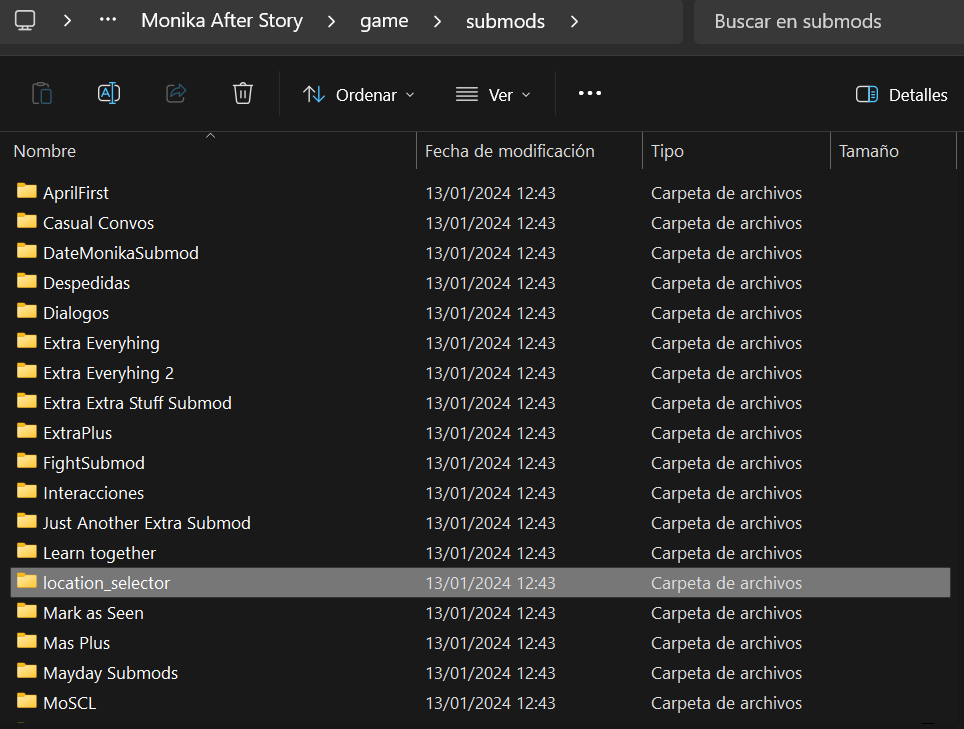 Monika After Story > game > submods > Buscar en submods
Ordenar Ver Detalles
Nombre Fecha de modificación Tipo Tamaño
AprilFirst 13/01/2024 12:43 Carpeta de archivos
Casual Convos 13/01/2024 12:43 Carpeta de archivos
DateMonikaSubmod 13/01/2024 12:43 Carpeta de archivos
Despedidas 13/01/2024 12:43 Carpeta de archivos
Dialogos 13/01/2024 12:43 Carpeta de archivos
Extra Everyhing 13/01/2024 12:43 Carpeta de archivos
Extra Everyhing 2 13/01/2024 12:43 Carpeta de archivos
Extra Extra Stuff Submod 13/01/2024 12:43 Carpeta de archivos
ExtraPlus 13/01/2024 12:43 Carpeta de archivos
FightSubmod 13/01/2024 12:43 Carpeta de archivos
Interacciones 13/01/2024 12:43 Carpeta de archivos
Just Another Extra Submod 13/01/2024 12:43 Carpeta de archivos
Learn together 13/01/2024 12:43 Carpeta de archivos
location_selector 13/01/2024 12:43 Carpeta de archivos
Mark as Seen 13/01/2024 12:43 Carpeta de archivos
Mas Plus 13/01/2024 12:43 Carpeta de archivos
Mayday Submods 13/01/2024 12:43 Carpeta de archivos
MoSCL 13/01/2024 12:43 Carpeta de archivos